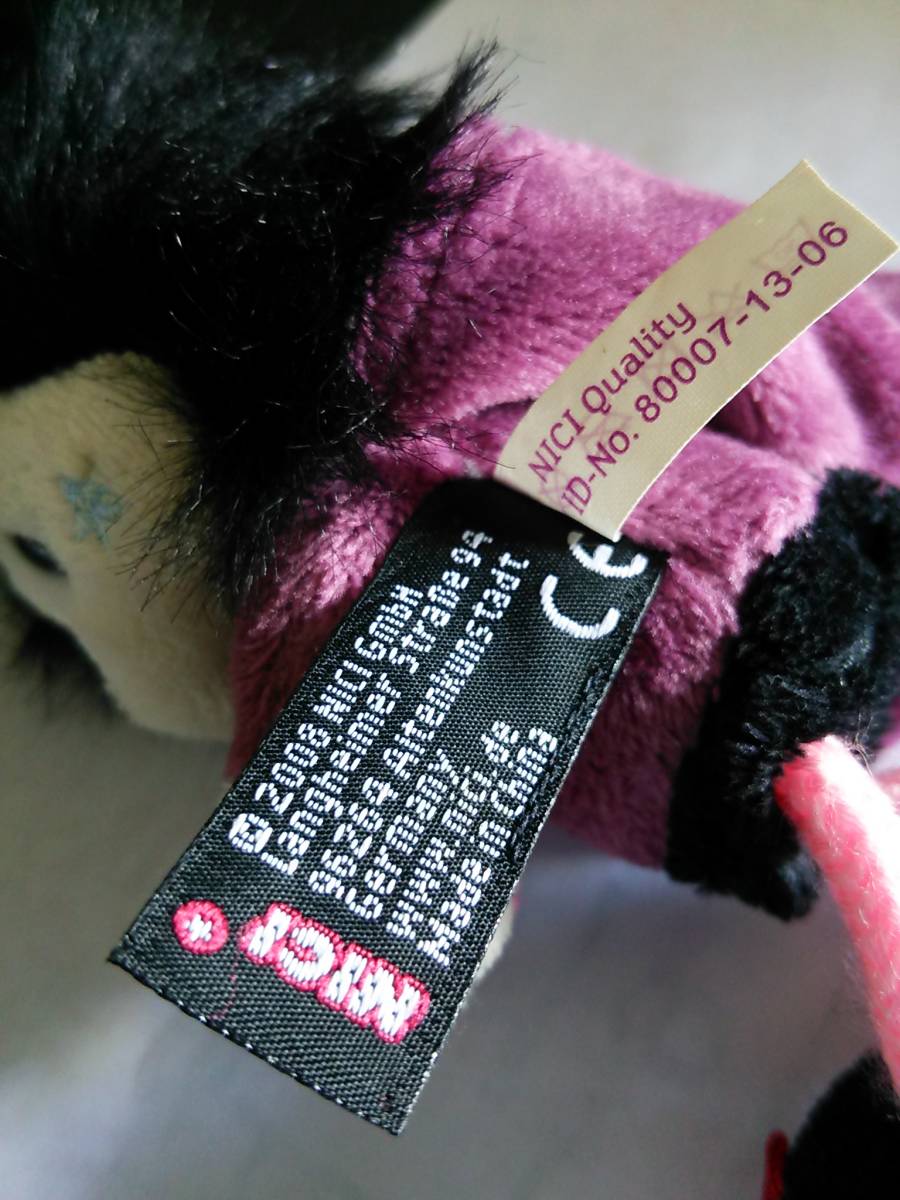 NICI Quality
ID-No. 80007-13-06
CE
© 2008 NICI GmbH
Langheimer Straße 94
96264 Altenkunstadt
Germany
www.nici.de
Made in China
NICI